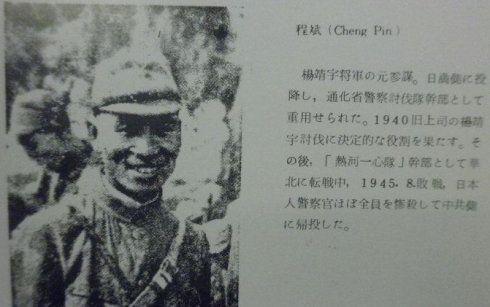 程斌（Cheng Pin）
楊靖宇将軍の元参謀。日満側に投
降し，通化省警察討伐隊幹部として
重用せられた。1940旧上司の楊靖
宇討伐に決定的な役割を果たす。そ
の後，「熱河一心隊」幹部として華
北に転戦中，1945．8．敗戦，日本
人警察官ほぼ全員を惨殺して中共側
に帰投した。